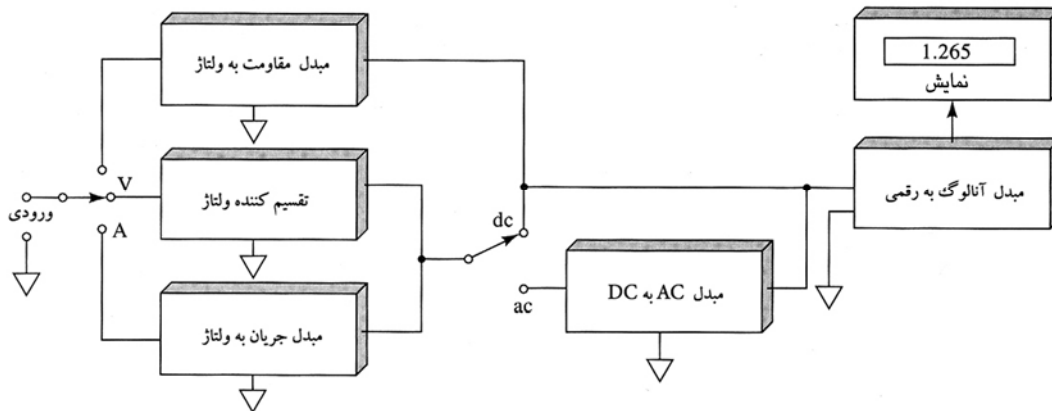 مبدل مقاومت به ولتاژ
1.265
نمایش
V
تقسیم کننده ولتاژ
مبدل آنالوگ به رقمی
ورودی
A
dc
ac
مبدل AC به DC
مبدل جریان به ولتاژ